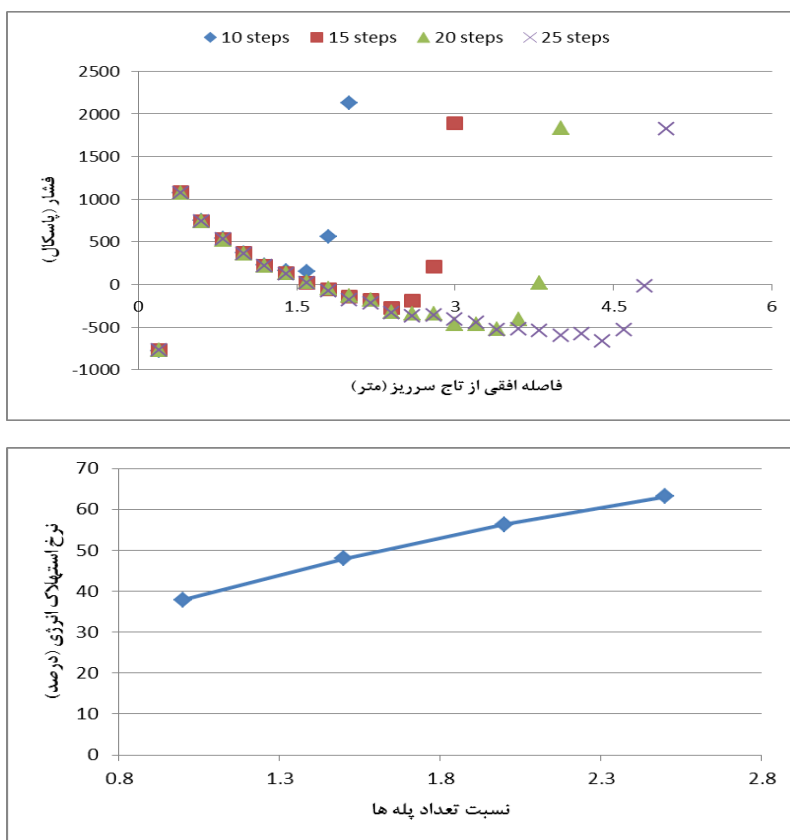 10 steps 15 steps 20 steps 25 steps
2500
2000
1500
1000
500
0
-500
-1000
0 1.5 3 4.5 6
فشار (پاسکال)
فاصله افقی از تاج سرریز (متر)
70
60
50
40
30
20
10
0
0.8 1.3 1.8 2.3 2.8
نرخ استهلاک انرژی (درصد)
نسبت تعداد پله ها